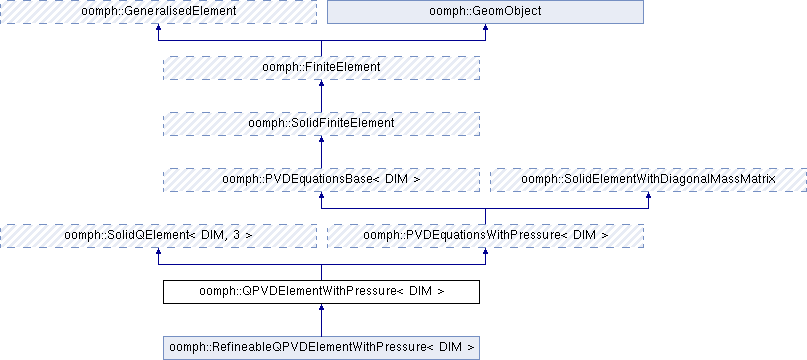 oomph::GeneralisedElement
oomph::GeomObject
oomph::FiniteElement
oomph::SolidFiniteElement
oomph::PVDEquationsBase< DIM >
oomph::SolidElementWithDiagonalMassMatrix
oomph::SolidQElement< DIM, 3 >
oomph::PVDEquationsWithPressure< DIM >
oomph::QPVDElementWithPressure< DIM >
oomph::RefineableQPVDElementWithPressure< DIM >